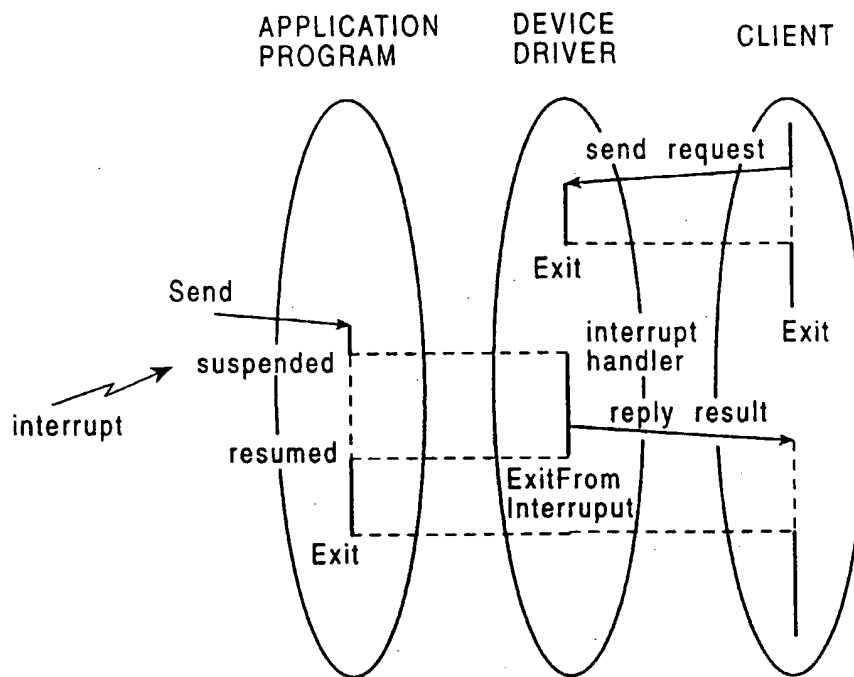 APPLICATION
PROGRAM
DEVICE
DRIVER
CLIENT
send request
Exit
Exit
Send
suspended
interrupt
handler
interrupt
reply result
resumed
ExitFrom
Interruput
Exit